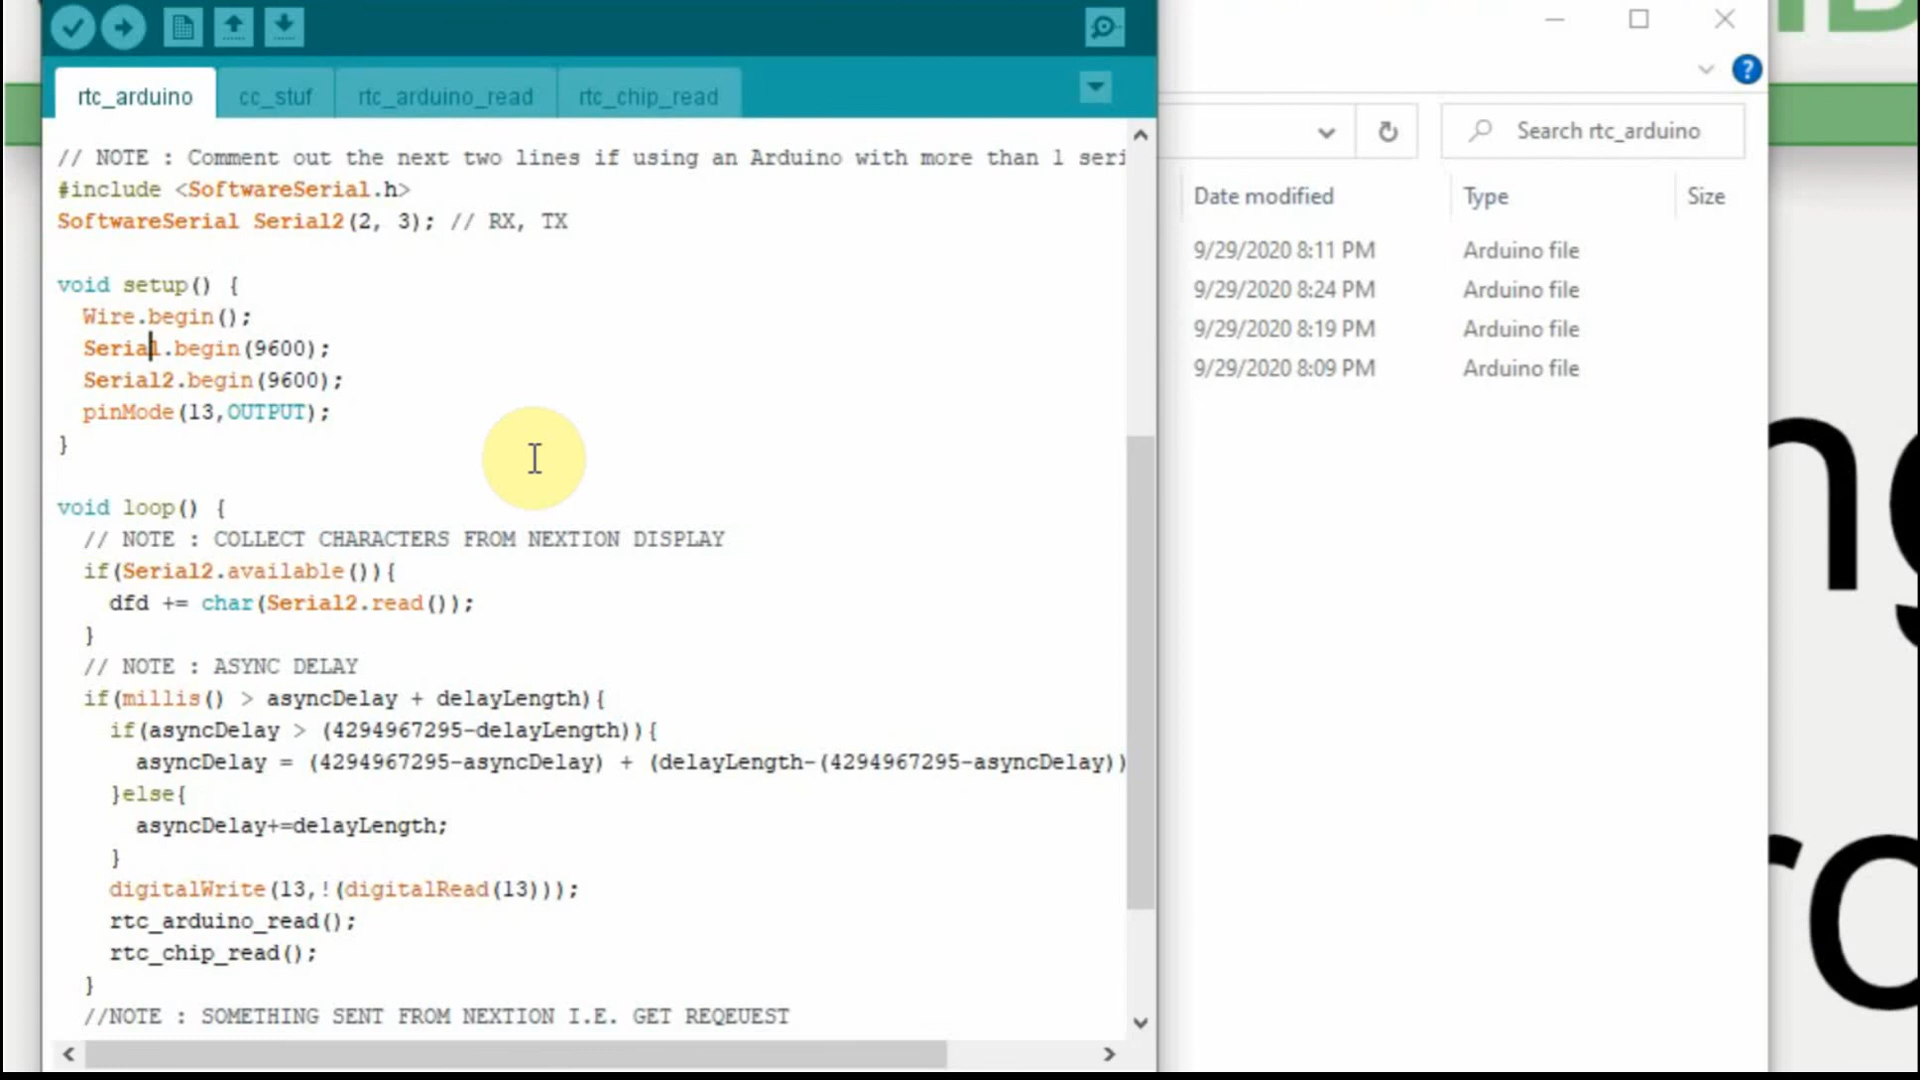 rtc_arduino cc_stuf rtc_arduino_read rtc_chip_read
// NOTE : Comment out the next two lines if using an Arduino with more than 1 seri
#include <SoftwareSerial.h>
SoftwareSerial Serial2(2, 3); // RX, TX
void setup() {
Wire.begin();
Serial.begin(9600);
Serial2.begin(9600);
pinMode(13,OUTPUT);
}
void loop() {
// NOTE : COLLECT CHARACTERS FROM NEXTION DISPLAY
if(Serial2.available()){
dfd += char(Serial2.read());
}
// NOTE : ASYNC DELAY
if(millis() > asyncDelay + delayLength){
if(asyncDelay > (4294967295-delayLength)){
asyncDelay = (4294967295-asyncDelay) + (delayLength-(4294967295-asyncDelay))
}else{
asyncDelay+=delayLength;
}
digitalWrite(13,!(digitalRead(13)));
rtc_arduino_read();
rtc_chip_read();
}
//NOTE : SOMETHING SENT FROM NEXTION I.E. GET REQEUEST
?
Search rtc_arduino
Date modified Type Size
9/29/2020 8:11 PM Arduino file
9/29/2020 8:24 PM Arduino file
9/29/2020 8:19 PM Arduino file
9/29/2020 8:09 PM Arduino file